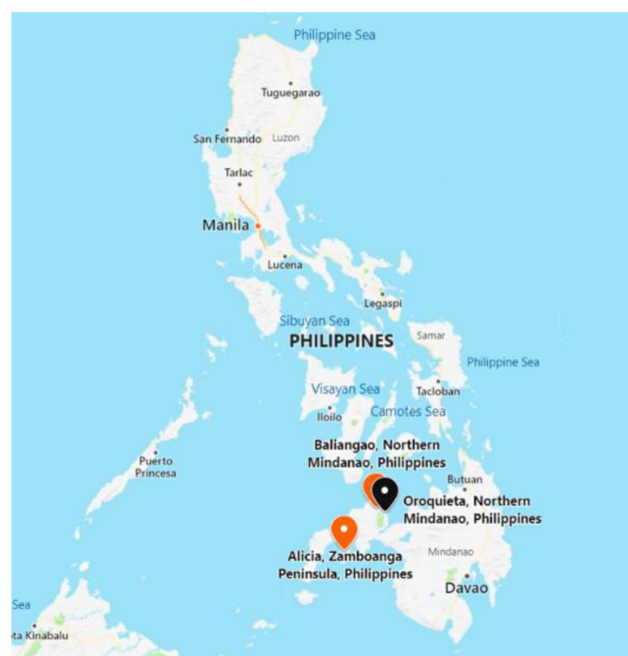 Philippine Sea
Tuguegarao
San Fernando
Luzon
Tarlac
Manila
Lucena
Legaspi
Sibuyan Sea
PHILIPPINES
Samar
Philippine Sea
Visayan Sea
Tacloban
Iloilo
Camotes Sea
Baliangao, Northern
Mindanao, Philippines
Puerto
Princesa
Butuan
Oroquieta, Northern
Mindanao, Philippines
Alicia, Zamboanga
Peninsula, Philippines
Mindanao
Davao
Sea
ta Kinabalu